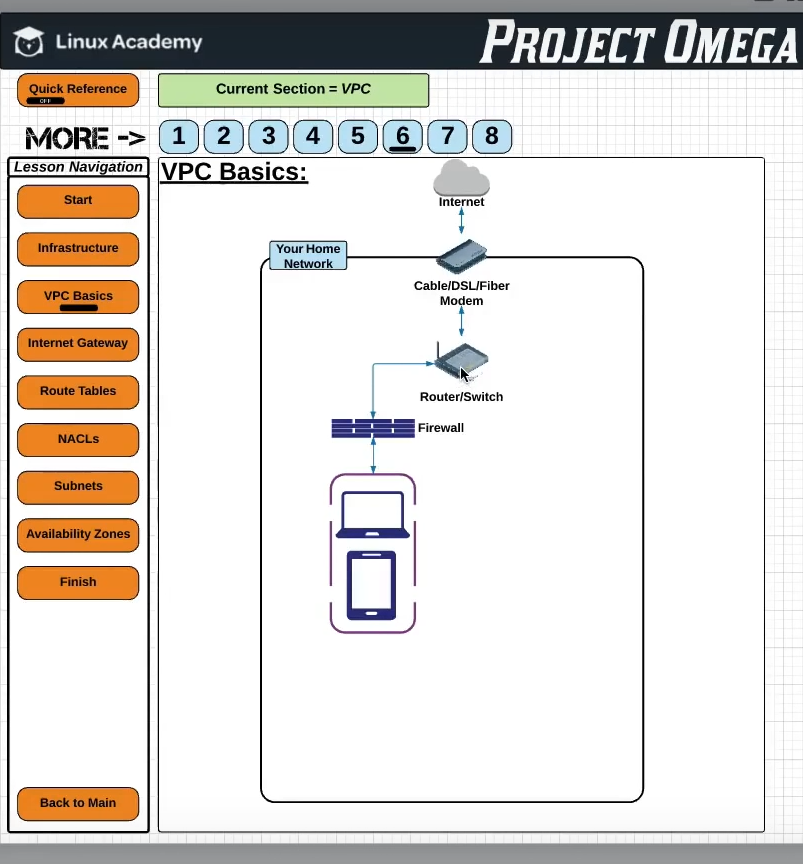 Linux Academy
PROJECT OMEGA
Quick Reference
OFF
Current Section = VPC
MORE ->
1 2 3 4 5 6 7 8
Lesson Navigation
Start
Infrastructure
VPC Basics
Internet Gateway
Route Tables
NACLs
Subnets
Availability Zones
Finish
Back to Main
VPC Basics:
Internet
Your Home
Network
Cable/DSL/Fiber
Modem
Router/Switch
Firewall